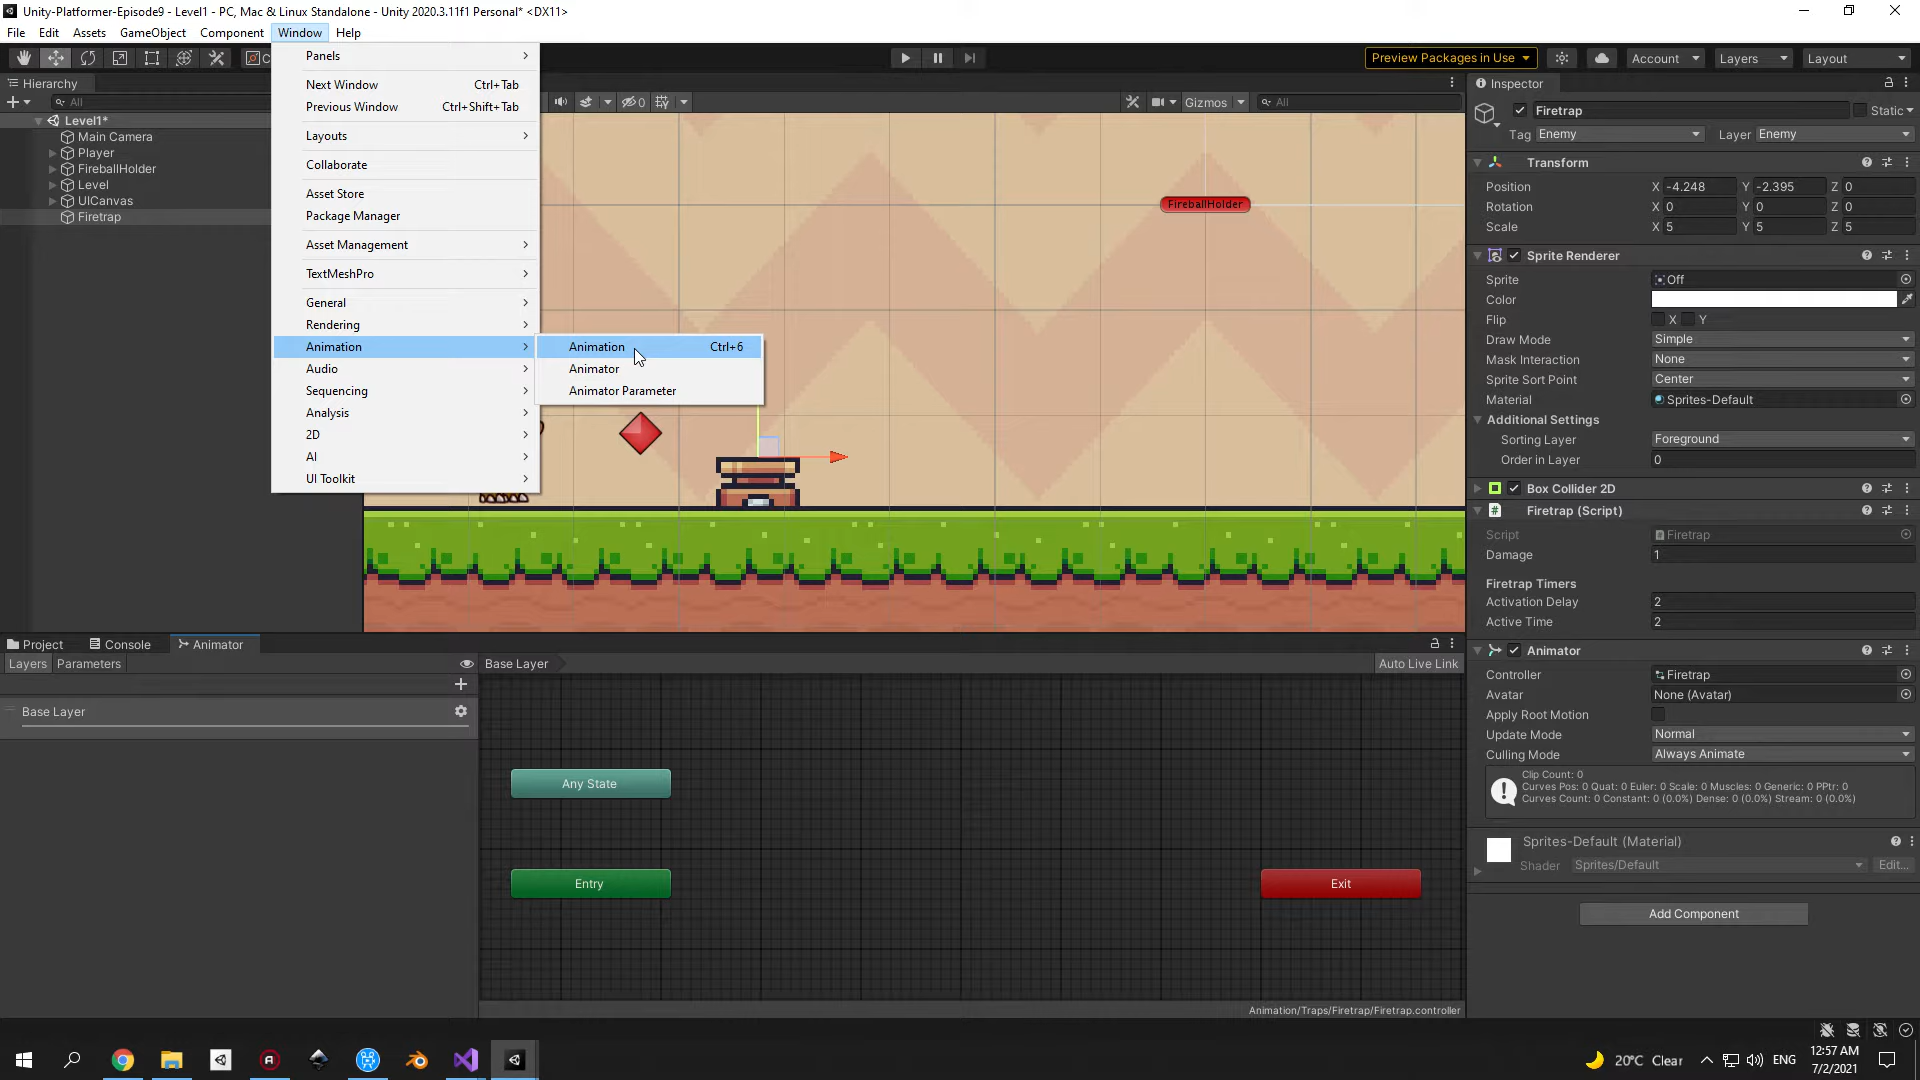 Unity-Platformer-Episode9 - Level1 - PC, Mac & Linux Standalone - Unity 2020.3.11f1 Personal* <DX11>
File Edit Assets GameObject Component Window Help
Preview Packages in Use Account Layers Layout
Hierarchy
All
Level1*
Main Camera
Player
FireballHolder
Level
UICanvas
Firetrap
Panels
Next Window Ctrl+Tab
Previous Window Ctrl+Shift+Tab
Layouts
Collaborate
Asset Store
Package Manager
Asset Management
TextMeshPro
General
Rendering
Animation
Audio
Sequencing
Analysis
2D
AI
UI Toolkit
Animation Ctrl+6
Animator
Animator Parameter
0
Gizmos All
FireballHolder
Inspector
Firetrap Static
Tag Enemy Layer Enemy
Transform
Position X -4.248 Y -2.395 Z 0
Rotation X 0 Y 0 Z 0
Scale X 5 Y 5 Z 5
Sprite Renderer
Sprite Off
Color
Flip X Y
Draw Mode Simple
Mask Interaction None
Sprite Sort Point Center
Material Sprites-Default
Additional Settings
Sorting Layer Foreground
Order in Layer 0
Box Collider 2D
Firetrap (Script)
Script Firetrap
Damage 1
Firetrap Timers
Activation Delay 2
Active Time 2
Animator
Controller Firetrap
Avatar None (Avatar)
Apply Root Motion
Update Mode Normal
Culling Mode Always Animate
Clip Count: 0
Curves Pos: 0 Quat: 0 Euler: 0 Scale: 0 Muscles: 0 Generic: 0 PPtr: 0
Curves Count: 0 Constant: 0 (0.0%) Dense: 0 (0.0%) Stream: 0 (0.0%)
Sprites-Default (Material)
Shader Sprites/Default Edit...
Add Component
Project Console Animator
Layers Parameters
Base Layer Auto Live Link
Base Layer
Any State
Entry
Exit
Animation/Traps/Firetrap/Firetrap.controller
20°C Clear
ENG
12:57 AM
7/2/2021